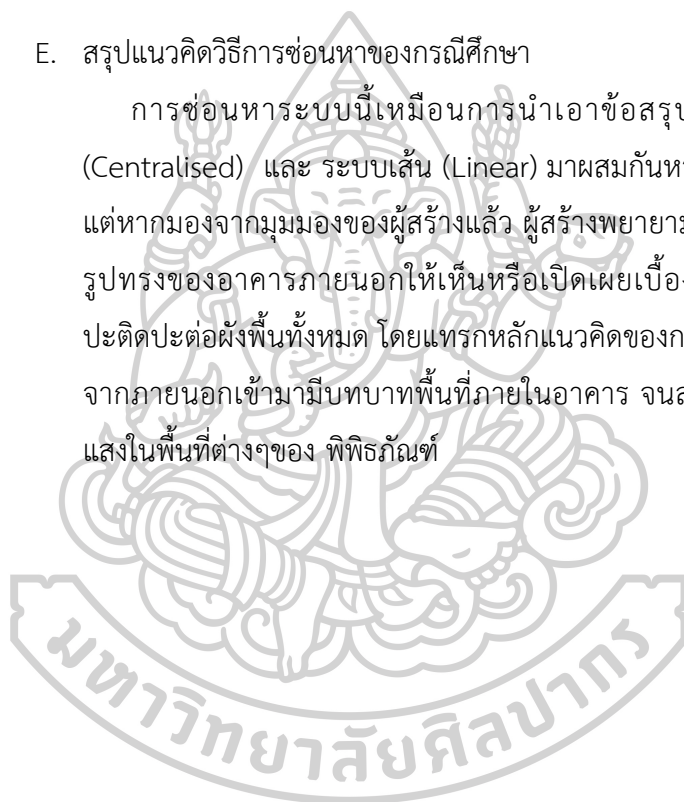 E. สรุปแนวคิดวิธีการซ่อนหาของกรณีศึกษา
การซ่อนหาระบบนี้เหมือนการนำเอาข้อสรุป
(Centralised) และ ระบบเส้น (Linear) มาผสมกันห
แต่หากมองจากมุมมองของผู้สร้างแล้ว ผู้สร้างพยายาม
รูปทรงของอาคารภายนอกให้เห็นหรือเปิดเผยเบื้อง
ปะติดปะต่อผังพื้นทั้งหมด โดยแทรกหลักแนวคิดของก
จากภายนอกเข้ามามีบทบาทพื้นที่ภายในอาคาร จนส
แสงในพื้นที่ต่างๆของ พิพิธภัณฑ์
มหาวิทยาลัยศิลปากร